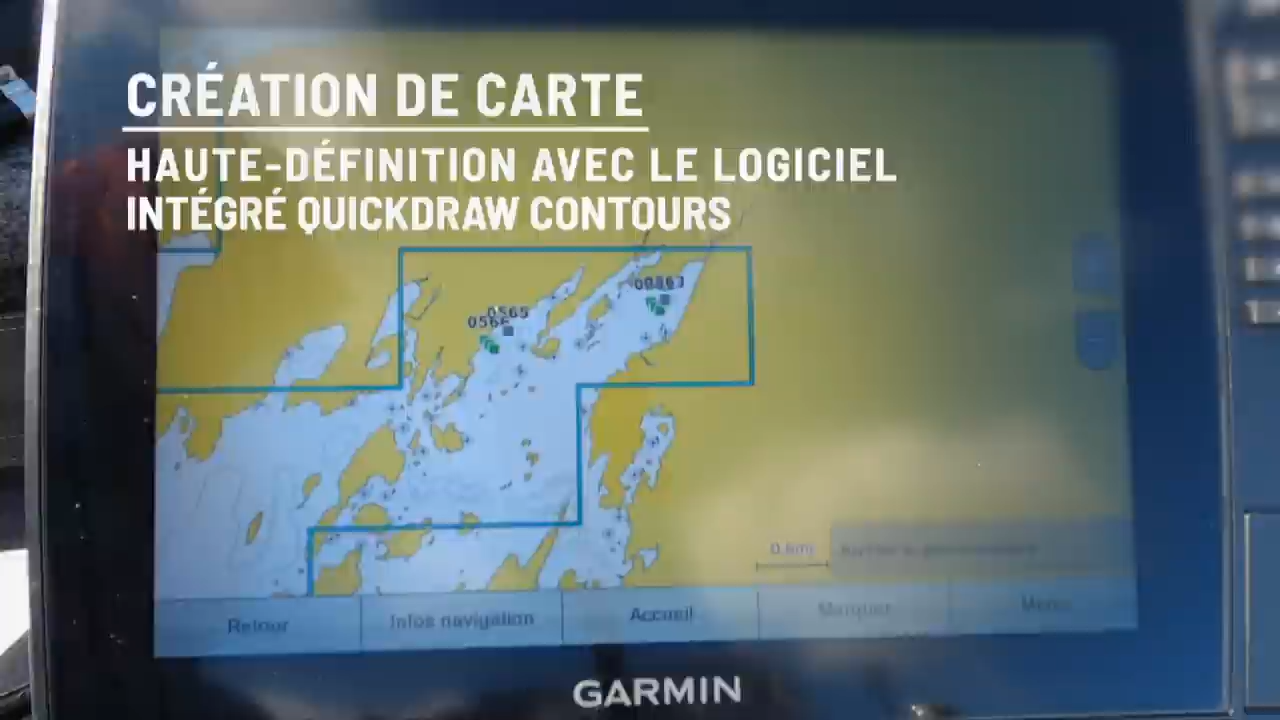 CRÉATION DE CARTE
HAUTE-DÉFINITION AVEC LE LOGICIEL
INTÉGRÉ QUICKDRAW CONTOURS
0565
0566
Retour
Infos navigation
Accueil
Marquer
Menu
GARMIN